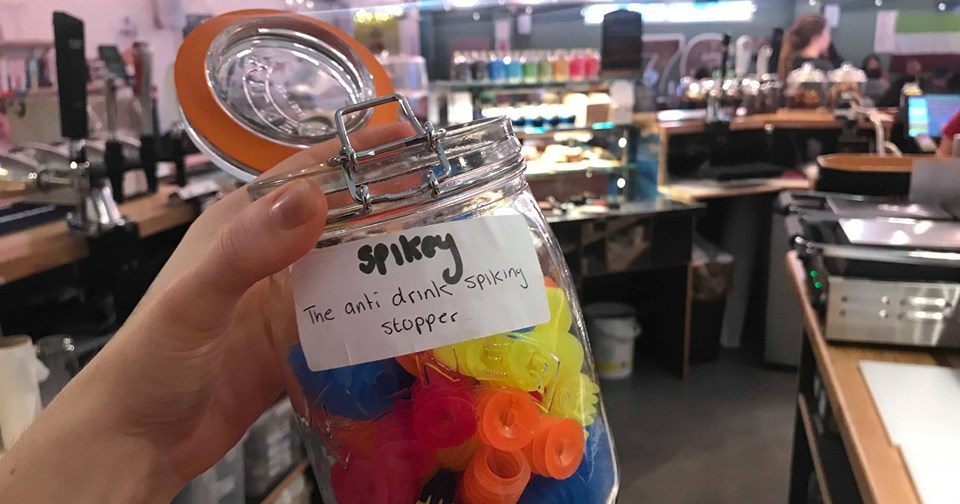 spikey
The anti drink spiking
stopper